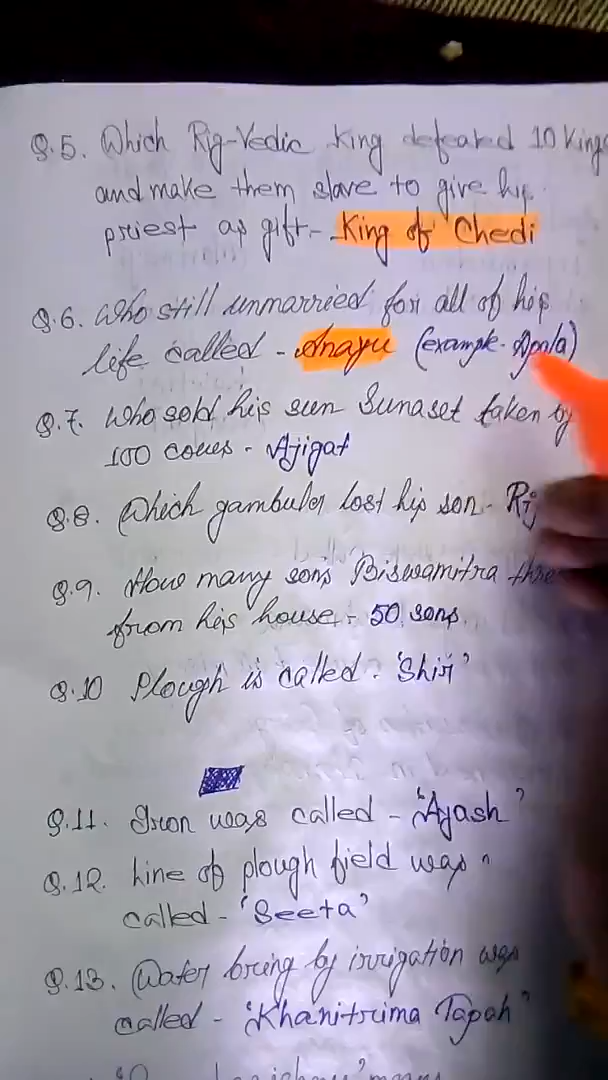 Q.5. Which Rig-Vedic King defeated 10 Kings
and make them slave to give his
priest as gift - King of Chedi
Q.6. Who still unmarried for all of his
life called - Anayu (example- Apala)
Q.7. Who sold his sun Sunaset taken by
100 cows - Ajigat
Q.8. Which gambuler lost his son -
Q.9. How many sons Biswamitra
from his house - 50 sons.
Q.10 Plough is called - 'Shir'
Q.11. Iron was called - 'Ayash'
Q.12. Line of plough field was
called - 'Seeta'
Q.13. Water bring by irrigation was
called - 'Khanitrima Tapah'